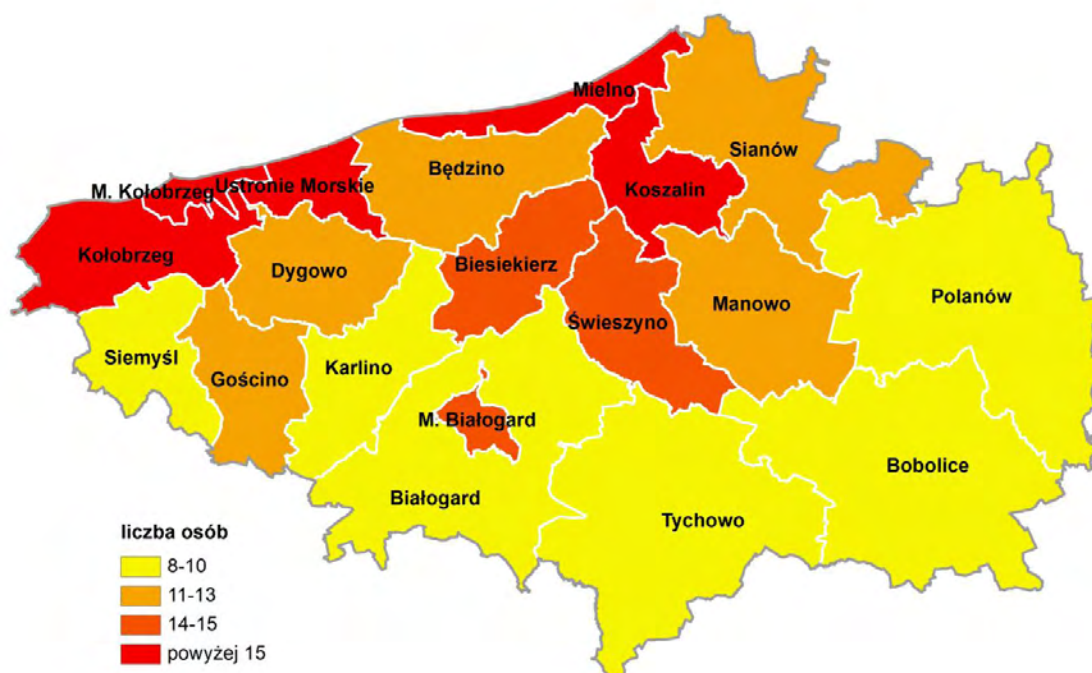 Mielno
Sianów
Będzino
M. Kołobrzeg
Ustronie Morskie
Koszalin
Kołobrzeg
Dygowo
Biesiekierz
Polanów
Manowo
Świeszyno
Siemyśl
Karlino
Gościno
M. Białogard
Bobolice
Białogard
Tychowo
liczba osób
8-10
11-13
14-15
powyżej 15